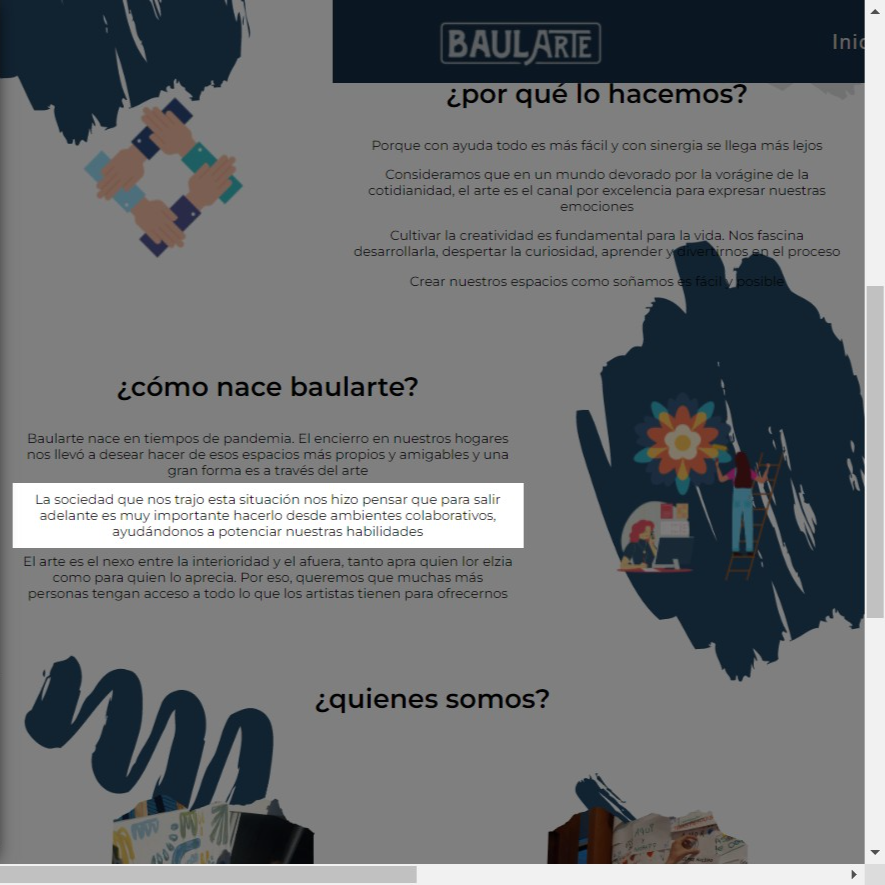 BAULARTE
Inic
¿por qué lo hacemos?
Porque con ayuda todo es más fácil y con sinergia se llega más lejos
Consideramos que en un mundo devorado por la vorágine de la
cotidianidad, el arte es el canal por excelencia para expresar nuestras
emociones
Cultivar la creatividad es fundamental para la vida. Nos fascina
desarrollarla, despertar la curiosidad, aprender y divertirnos en el proceso
Crear nuestros espacios como soñamos es fácil y posible
¿cómo nace baularte?
Baularte nace en tiempos de pandemia. El encierro en nuestros hogares
nos llevó a desear hacer de esos espacios más propios y amigables y una
gran forma es a través del arte
La sociedad que nos trajo esta situación nos hizo pensar que para salir
adelante es muy importante hacerlo desde ambientes colaborativos,
ayudándonos a potenciar nuestras habilidades
El arte es el nexo entre la interioridad y el afuera, tanto apra quien lor elzia
como para quien lo aprecia. Por eso, queremos que muchas más
personas tengan acceso a todo lo que los artistas tienen para ofrecernos
¿quienes somos?